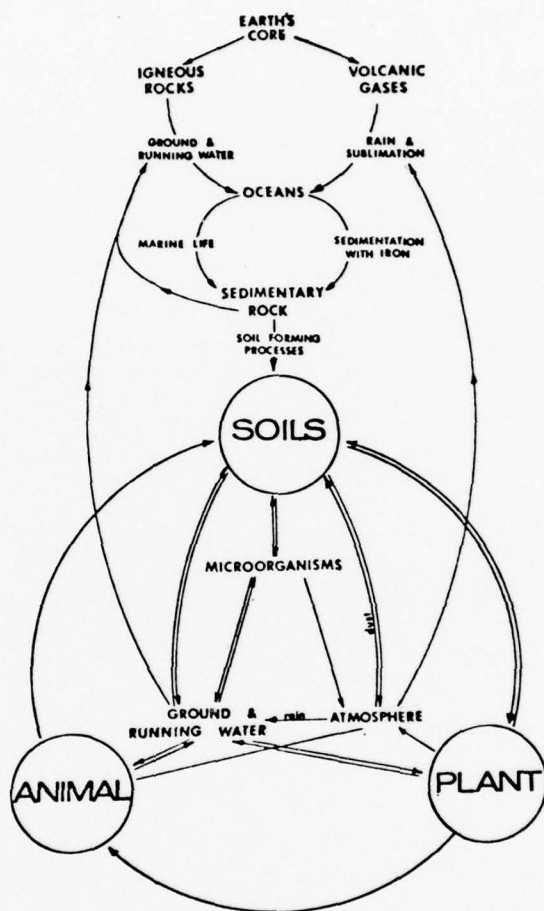 EARTH'S
CORE
IGNEOUS
ROCKS
VOLCANIC
GASES
GROUND &
RUNNING WATER
RAIN &
SUBLIMATION
OCEANS
MARINE LIFE
SEDIMENTATION
WITH IRON
SEDIMENTARY
ROCK
SOIL FORMING
PROCESSES
SOILS
MICROORGANISMS
dust
GROUND &
RUNNING WATER
rain
ATMOSPHERE
ANIMAL
PLANT